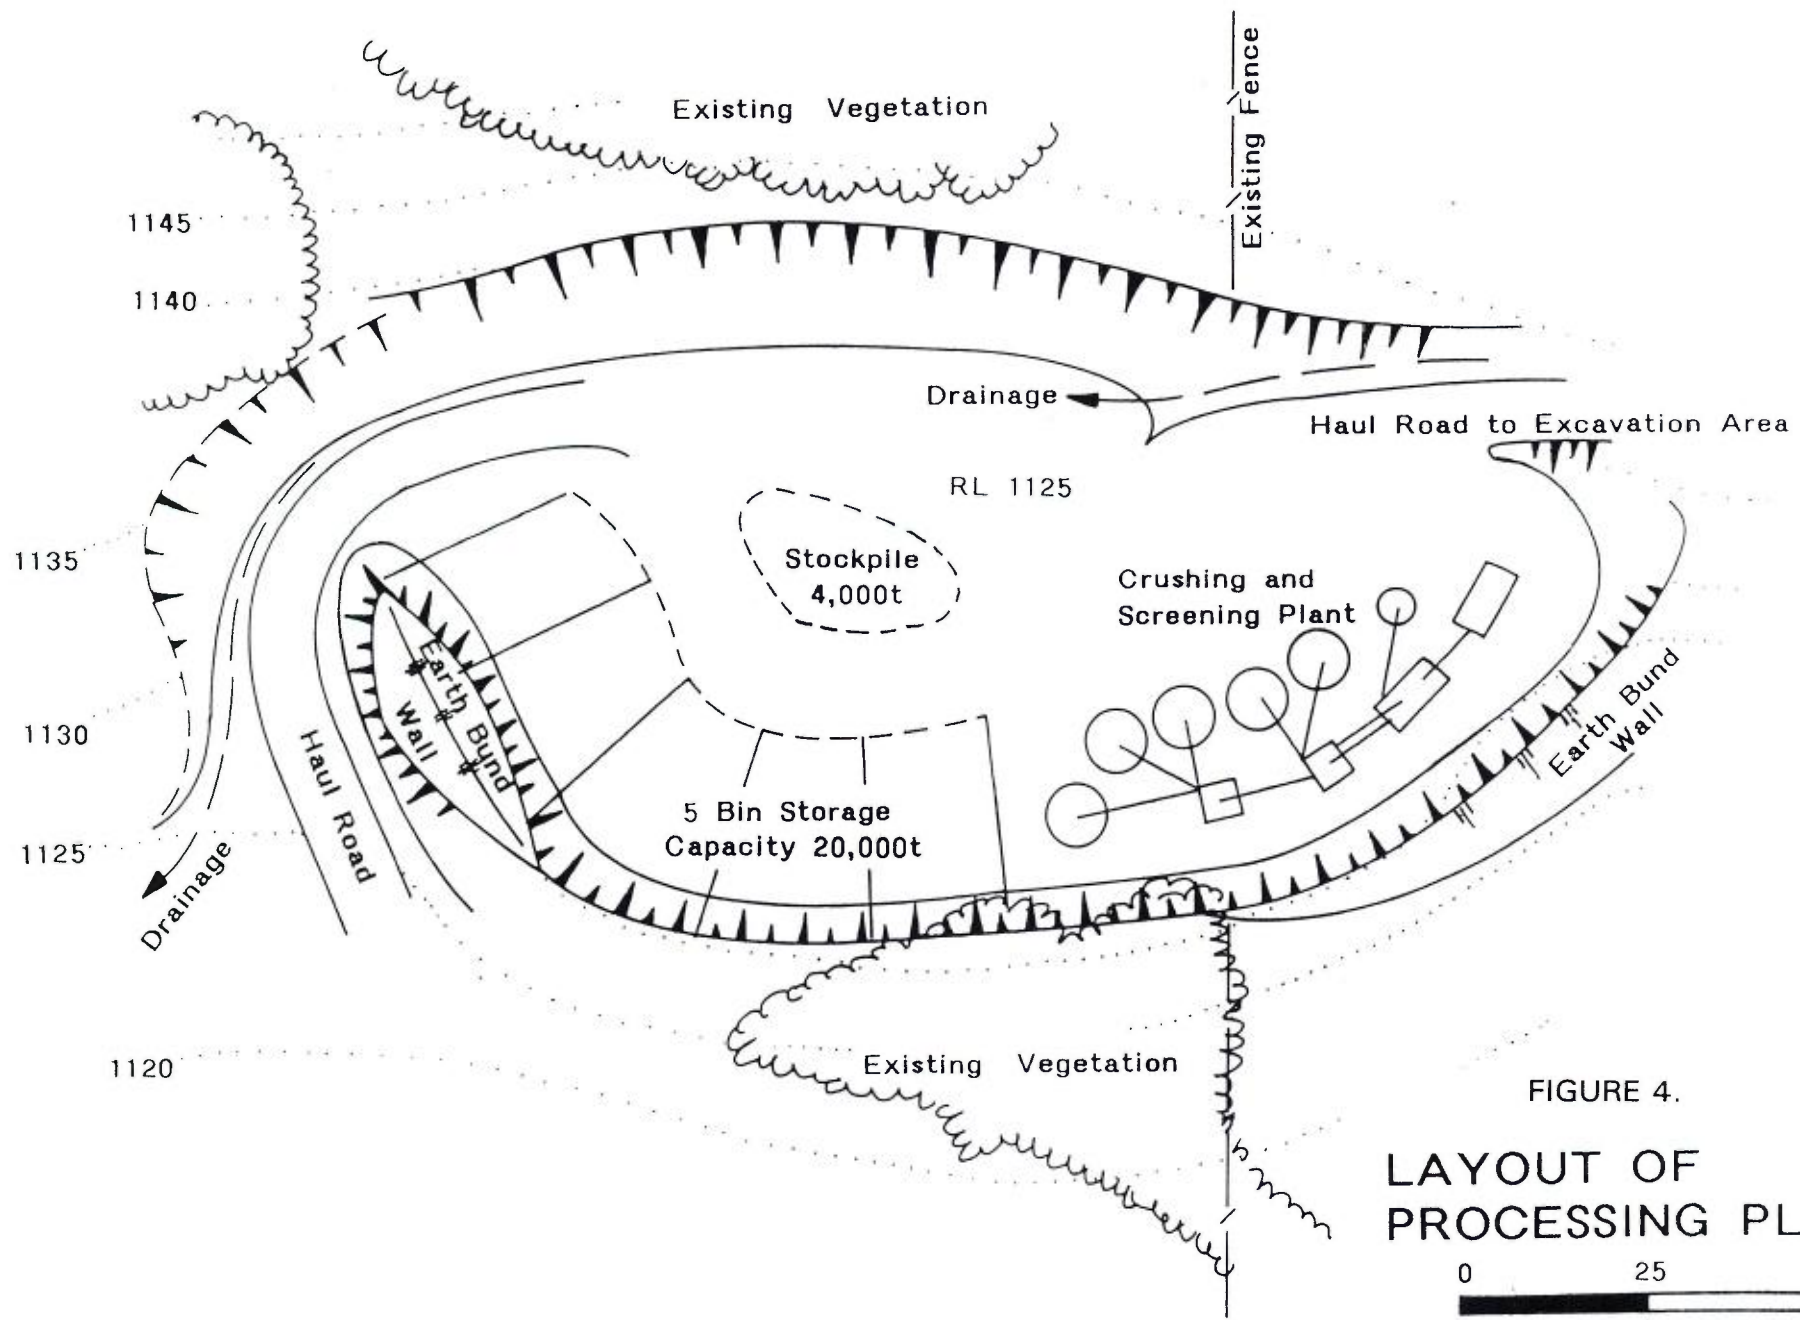 Existing Vegetation
Existing Fence
1145
1140
Drainage
Haul Road to Excavation Area
RL 1125
1135
Stockpile
4,000t
Crushing and
Screening Plant
Earth Bund
Wall
Earth Bund
Wall
1130
Haul Road
5 Bin Storage
Capacity 20,000t
1125
Drainage
1120
Existing Vegetation
FIGURE 4.
LAYOUT OF
PROCESSING PL
0 25